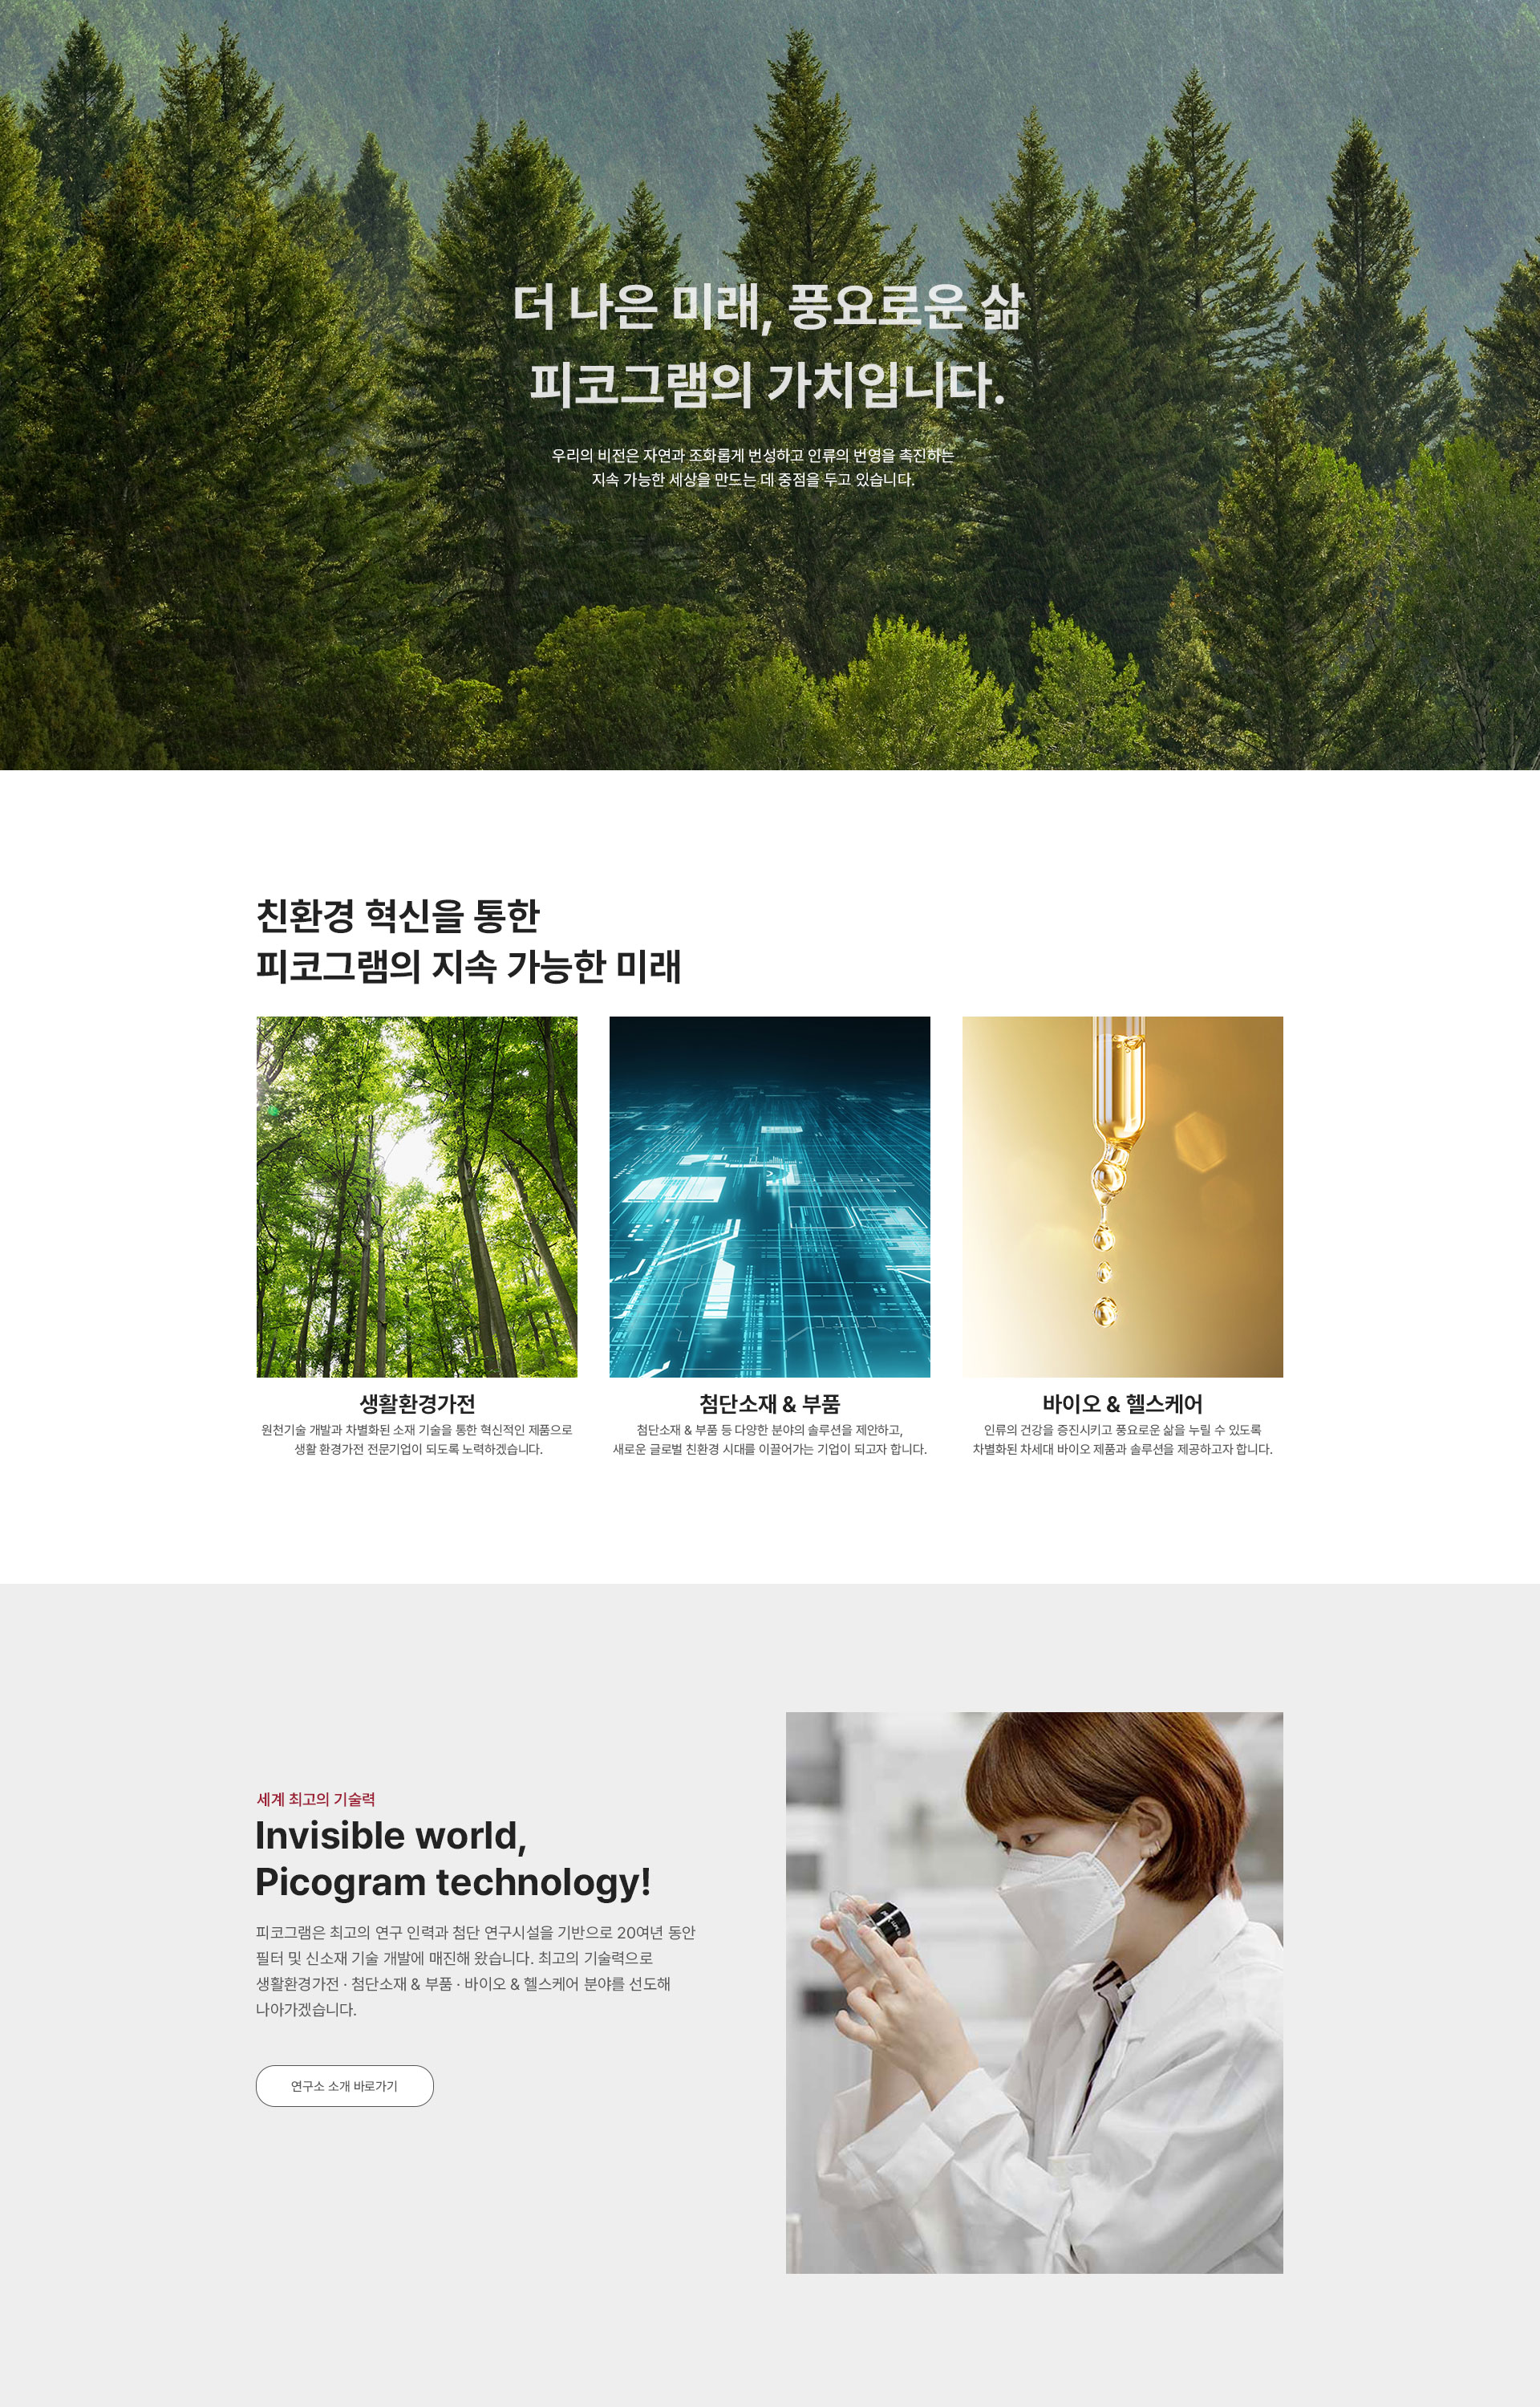 더 나은 미래, 풍요로운 삶
피코그램의 가치입니다.
우리의 비전은 자연과 조화롭게 번성하고 인류의 번영을 촉진하는
지속 가능한 세상을 만드는 데 중점을 두고 있습니다.
친환경 혁신을 통한
피코그램의 지속 가능한 미래
생활환경가전
원천기술 개발과 차별화된 소재 기술을 통한 혁신적인 제품으로
생활 환경가전 전문기업이 되도록 노력하겠습니다.
첨단소재 & 부품
첨단소재 & 부품 등 다양한 분야의 솔루션을 제안하고,
새로운 글로벌 친환경 시대를 이끌어가는 기업이 되고자 합니다.
바이오 & 헬스케어
인류의 건강을 증진시키고 풍요로운 삶을 누릴 수 있도록
차별화된 차세대 바이오 제품과 솔루션을 제공하고자 합니다.
세계 최고의 기술력
Invisible world,
Picogram technology!
피코그램은 최고의 연구 인력과 첨단 연구시설을 기반으로 20여년 동안
필터 및 신소재 기술 개발에 매진해 왔습니다. 최고의 기술력으로
생활환경가전 · 첨단소재 & 부품 · 바이오 & 헬스케어 분야를 선도해
나아가겠습니다.
연구소 소개 바로가기